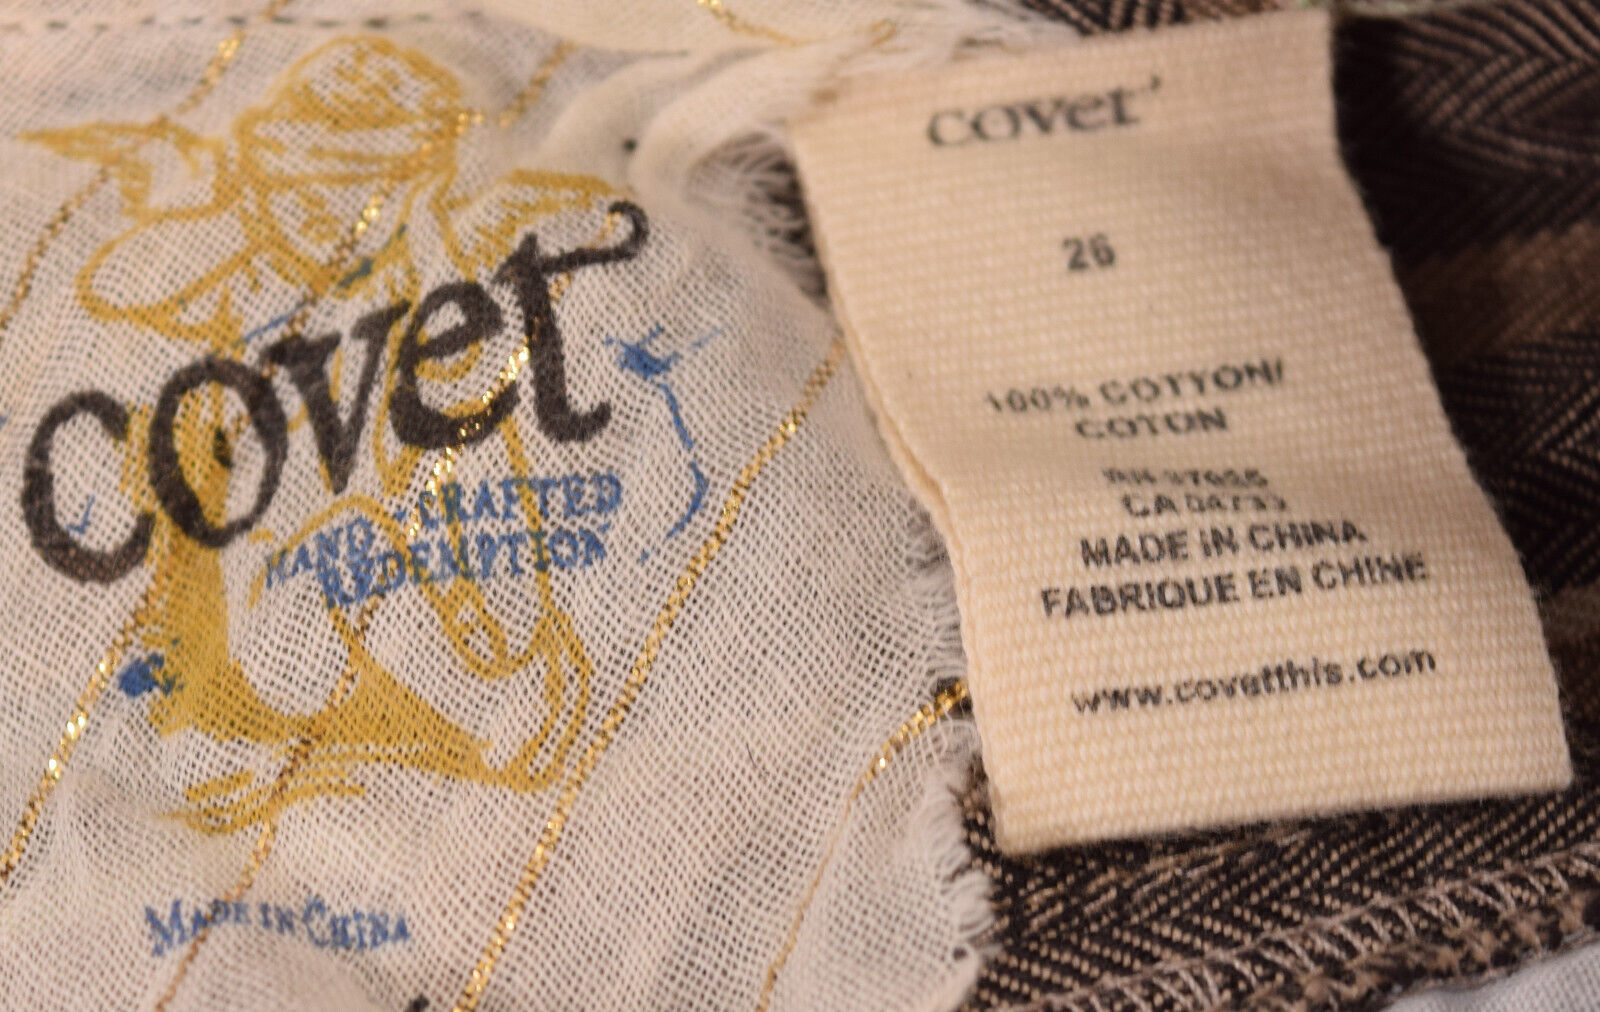 covet
HAND-CRAFTED
REDEMPTION
MADE IN CHINA
covet
26
100% COTTON/
COTON
MADE IN CHINA
FABRIQUE EN CHINE
www.covetthis.com